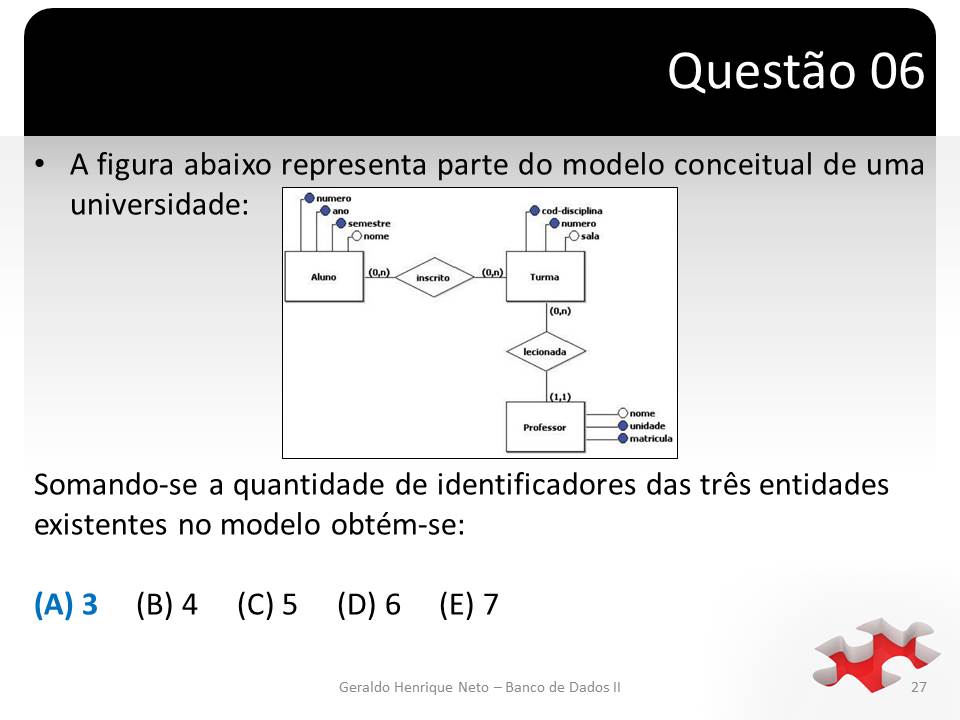 Questão 06
• A figura abaixo representa parte do modelo conceitual de uma
universidade:
numero
ano
semestre
nome
cod-disciplina
numero
sala
Aluno
(0,n)
inscrito
(0,n)
Turma
(0,n)
lecionada
(1,1)
Professor
nome
unidade
matricula
Somando-se a quantidade de identificadores das três entidades
existentes no modelo obtém-se:
(A) 3 (B) 4 (C) 5 (D) 6 (E) 7
Geraldo Henrique Neto – Banco de Dados II
27